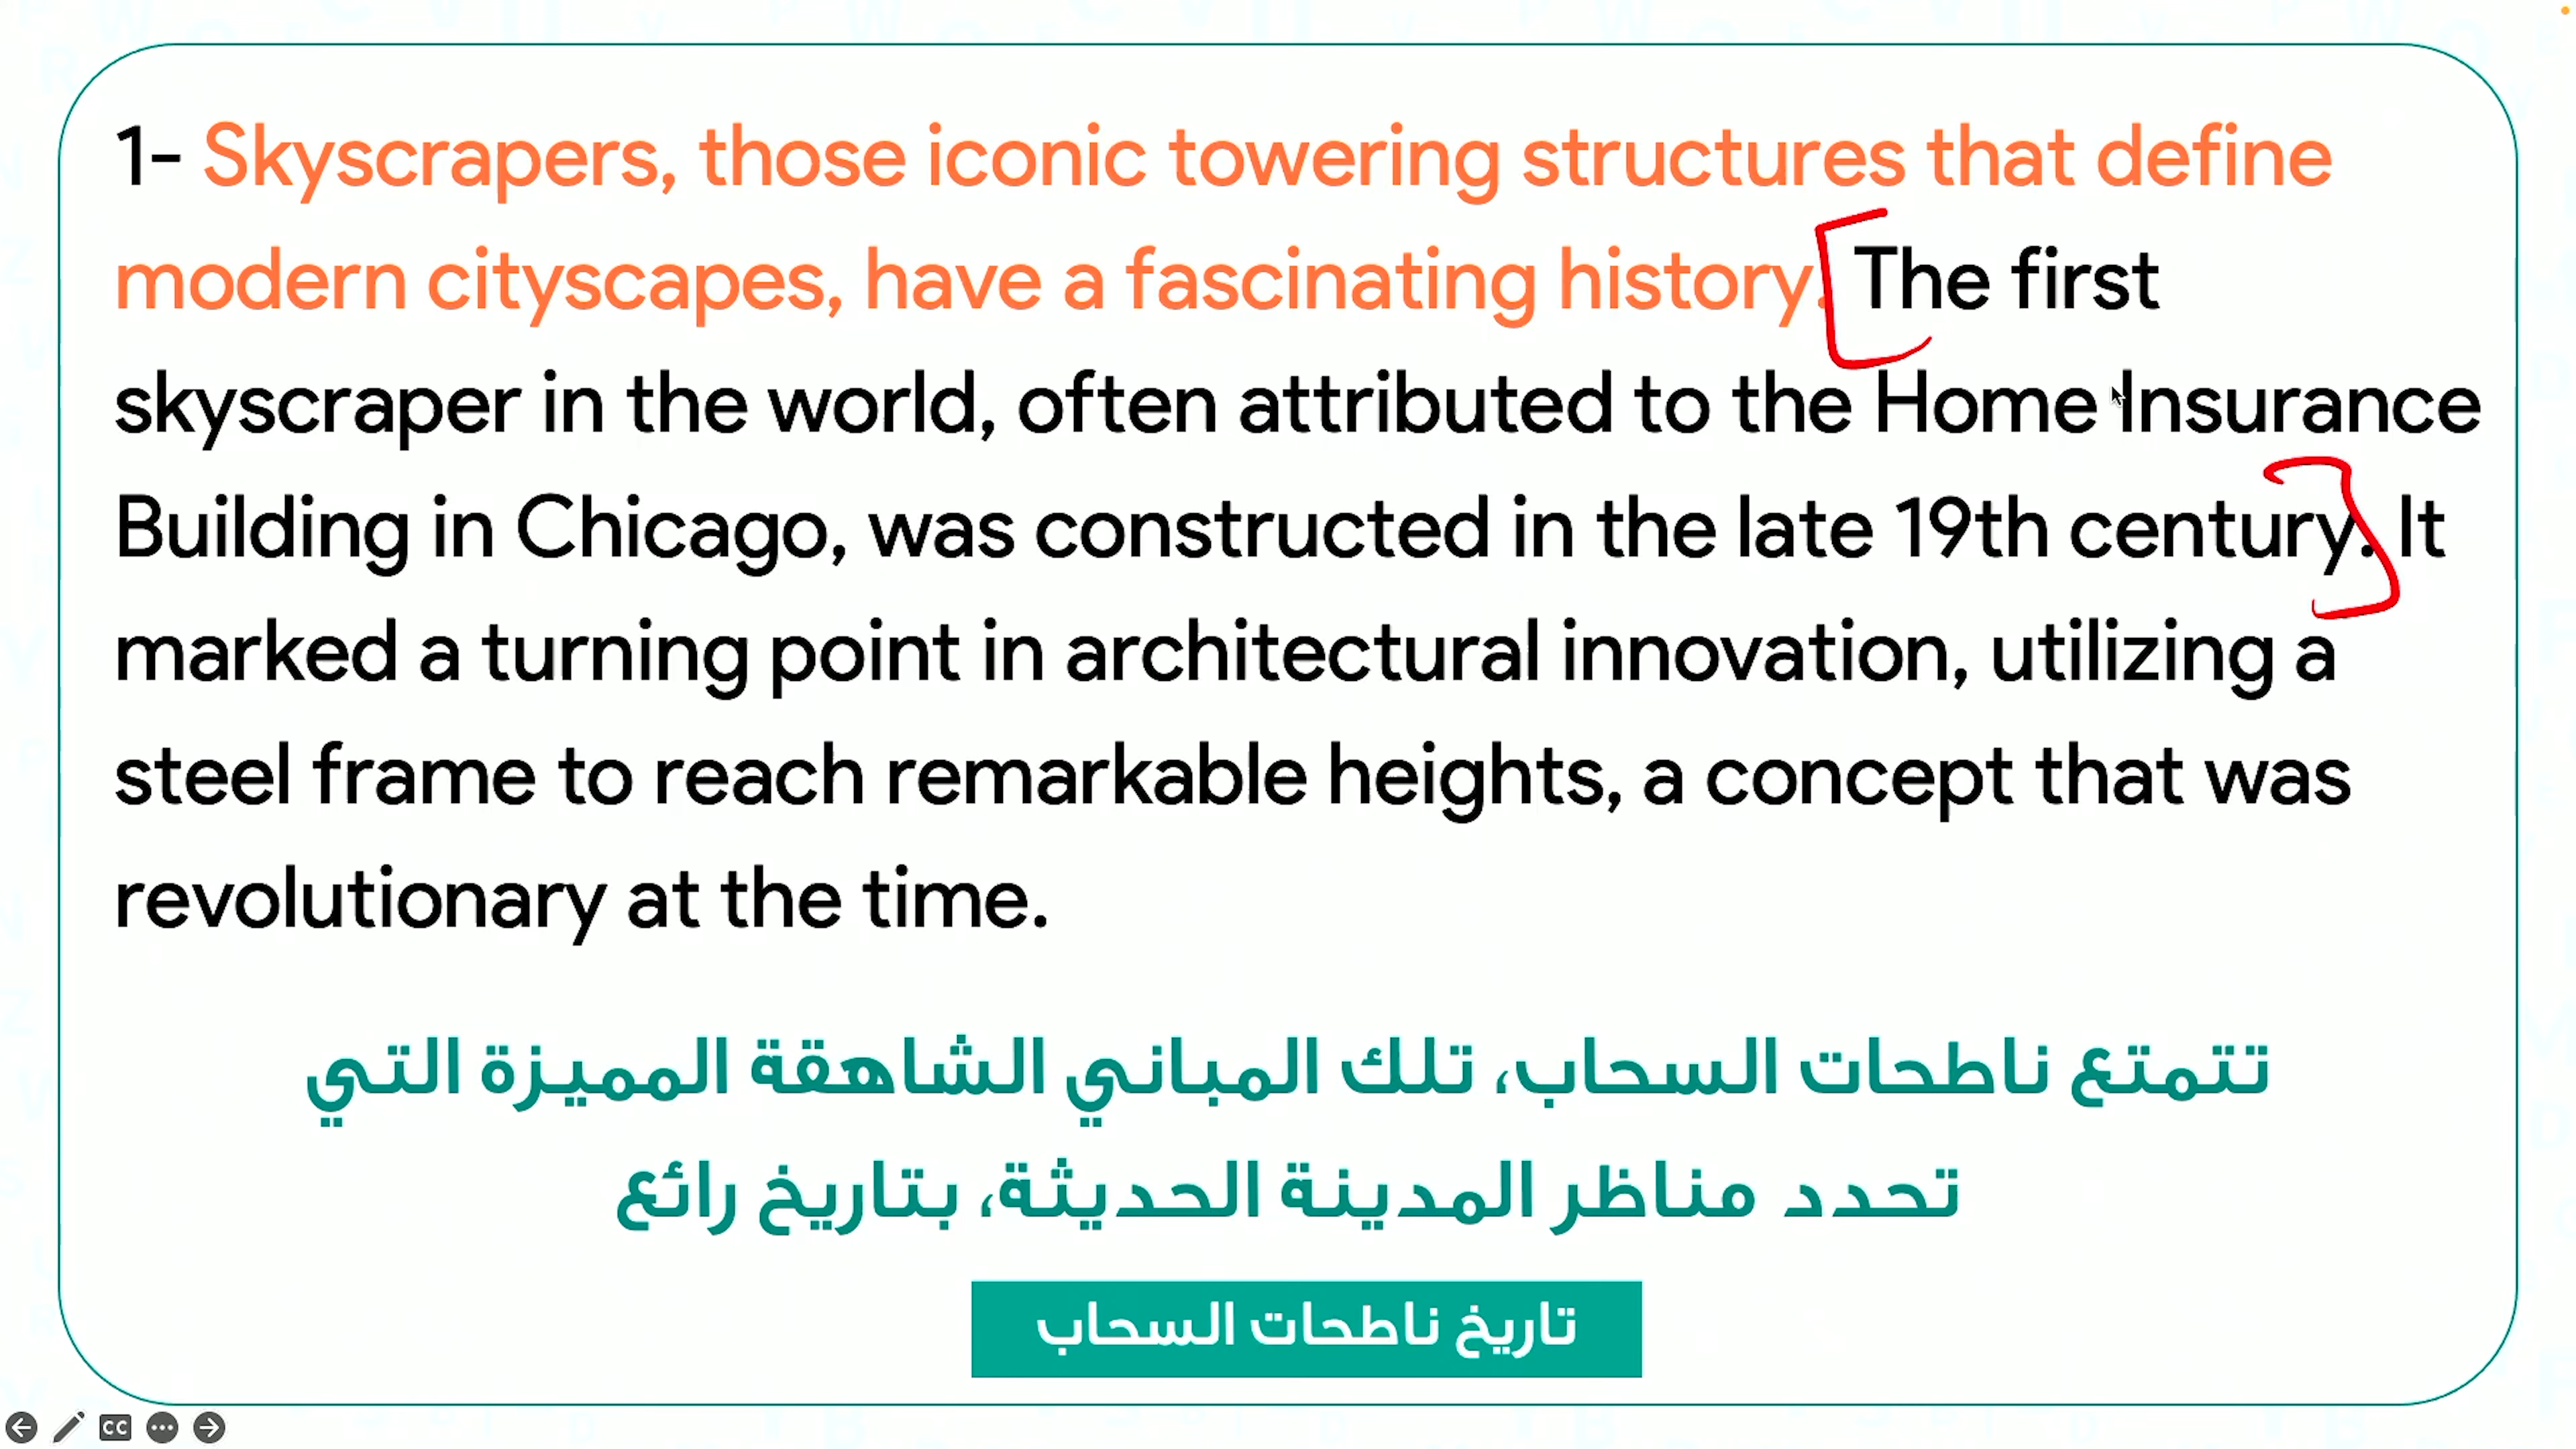 1- Skyscrapers, those iconic towering structures that define
modern cityscapes, have a fascinating history. The first
skyscraper in the world, often attributed to the Home Insurance
Building in Chicago, was constructed in the late 19th century. It
marked a turning point in architectural innovation, utilizing a
steel frame to reach remarkable heights, a concept that was
revolutionary at the time.
تتمتع ناطحات السحاب، تلك المباني الشاهقة المميزة التي
تحدد مناظر المدينة الحديثة، بتاريخ رائع
تاريخ ناطحات السحاب
CC